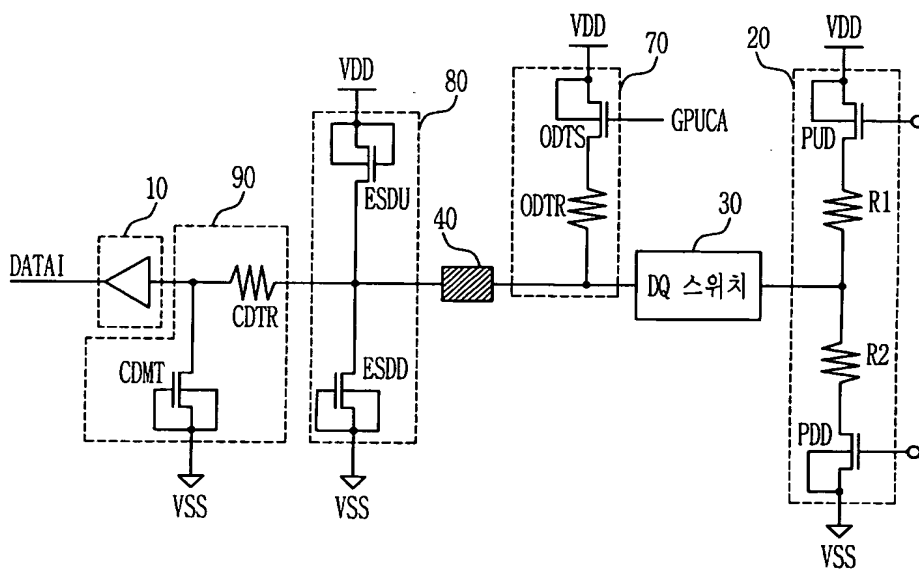 VDD
VDD
VDD
20
70
80
GPUCA
ODTS
PUD
90
ESDU
10
ODTR
R1
40
30
DATAI
DQ 스위치
CDTR
R2
CDMT
ESDD
PDD
VSS
VSS
VSS